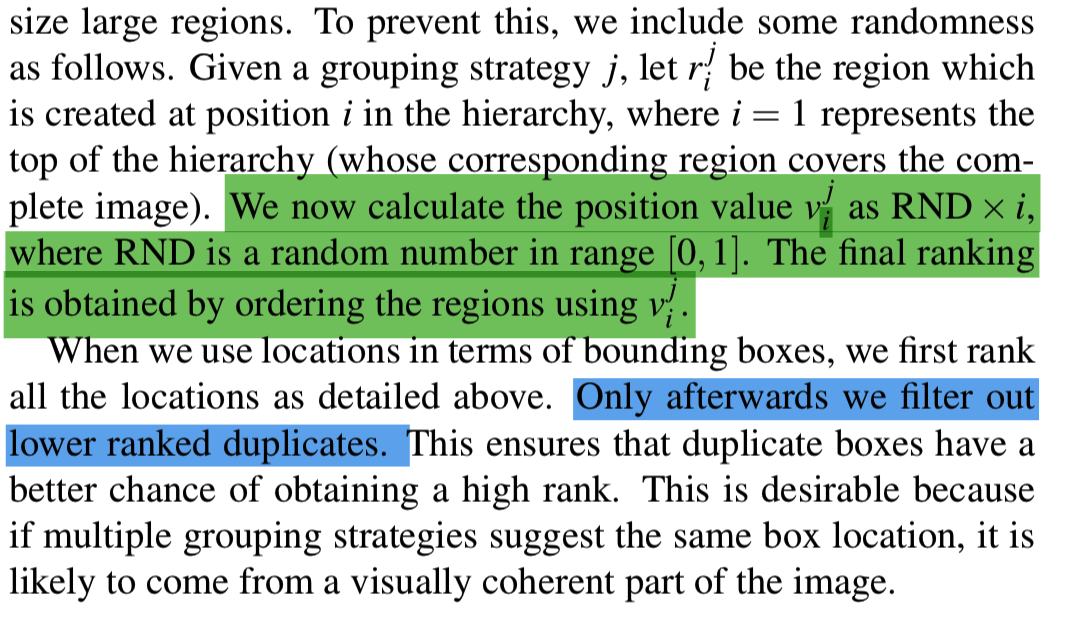 size large regions. To prevent this, we include some randomness
as follows. Given a grouping strategy j, let r_i^j be the region which
is created at position i in the hierarchy, where i = 1 represents the
top of the hierarchy (whose corresponding region covers the com-
plete image). We now calculate the position value v_i^j as RND × i,
where RND is a random number in range [0, 1]. The final ranking
is obtained by ordering the regions using v_i^j.
When we use locations in terms of bounding boxes, we first rank
all the locations as detailed above. Only afterwards we filter out
lower ranked duplicates. This ensures that duplicate boxes have a
better chance of obtaining a high rank. This is desirable because
if multiple grouping strategies suggest the same box location, it is
likely to come from a visually coherent part of the image.